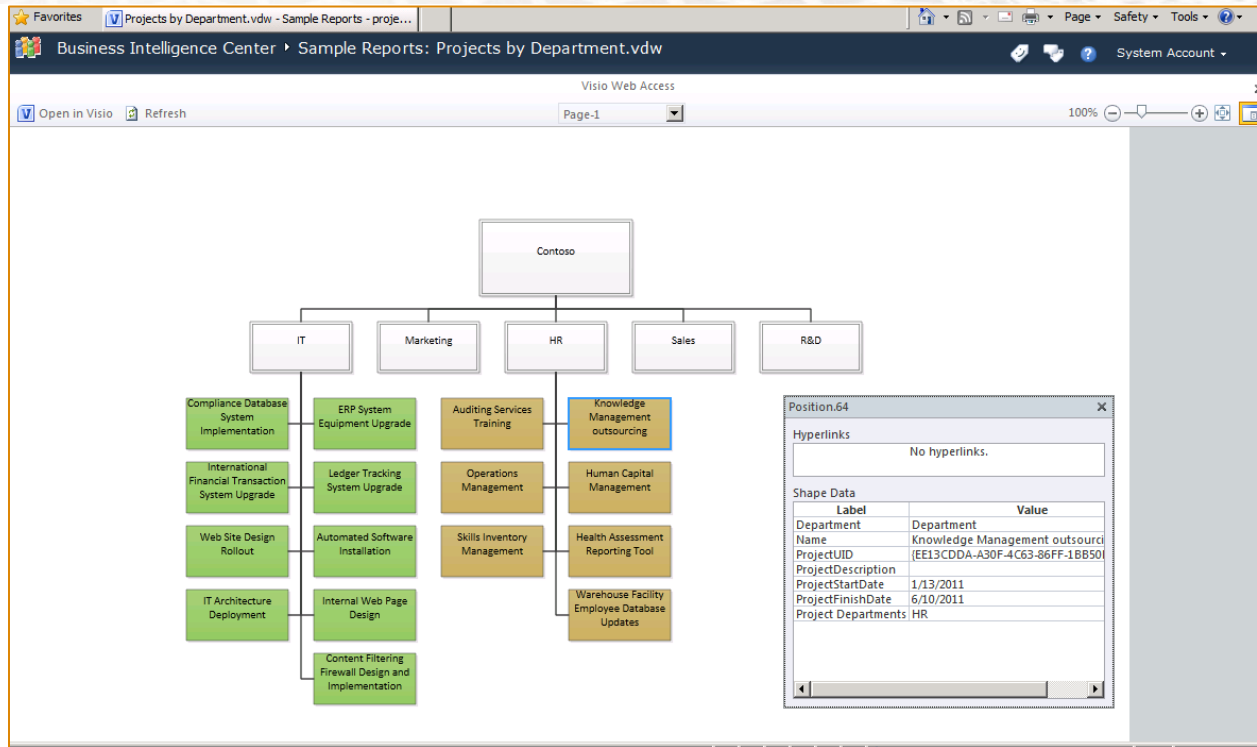 Favorites
Projects by Department.vdw - Sample Reports - proje...
Page
Safety
Tools
Business Intelligence Center
Sample Reports: Projects by Department.vdw
System Account
Visio Web Access
Open in Visio
Refresh
Page-1
100%
Contoso
IT
Marketing
HR
Sales
R&D
Compliance Database
System
Implementation
ERP System
Equipment Upgrade
Auditing Services
Training
Knowledge
Management
outsourcing
International
Financial Transaction
System Upgrade
Ledger Tracking
System Upgrade
Operations
Management
Human Capital
Management
Web Site Design
Rollout
Automated Software
Installation
Skills Inventory
Management
Health Assessment
Reporting Tool
IT Architecture
Deployment
Internal Web Page
Design
Warehouse Facility
Employee Database
Updates
Content Filtering
Firewall Design and
Implementation
Position.64
Hyperlinks
No hyperlinks.
Shape Data
Label Value
Department Department
Name Knowledge Management outsourci
ProjectUID {EE13CDDA-A30F-4C63-86FF-1BB50
ProjectDescription
ProjectStartDate 1/13/2011
ProjectFinishDate 6/10/2011
Project Departments HR